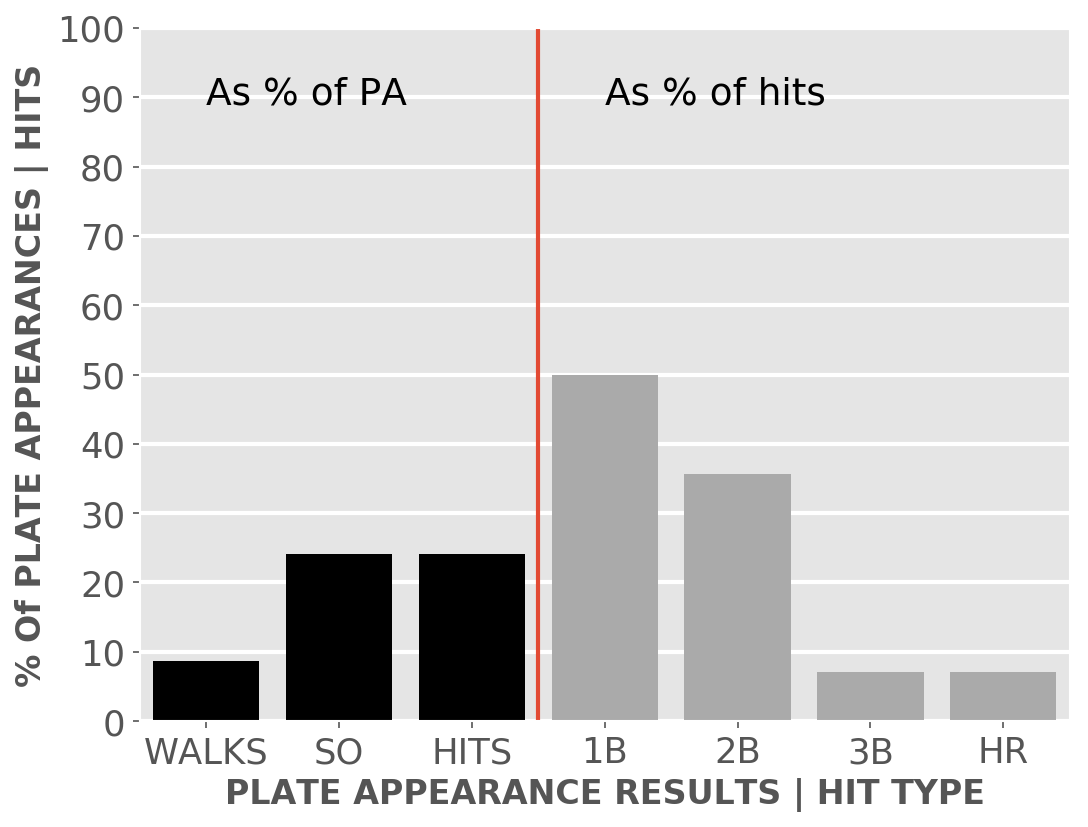 % Of PLATE APPEARANCES | HITS
100
90
80
70
60
50
40
30
20
10
0
As % of PA
As % of hits
WALKS SO HITS 1B 2B 3B HR
PLATE APPEARANCE RESULTS | HIT TYPE